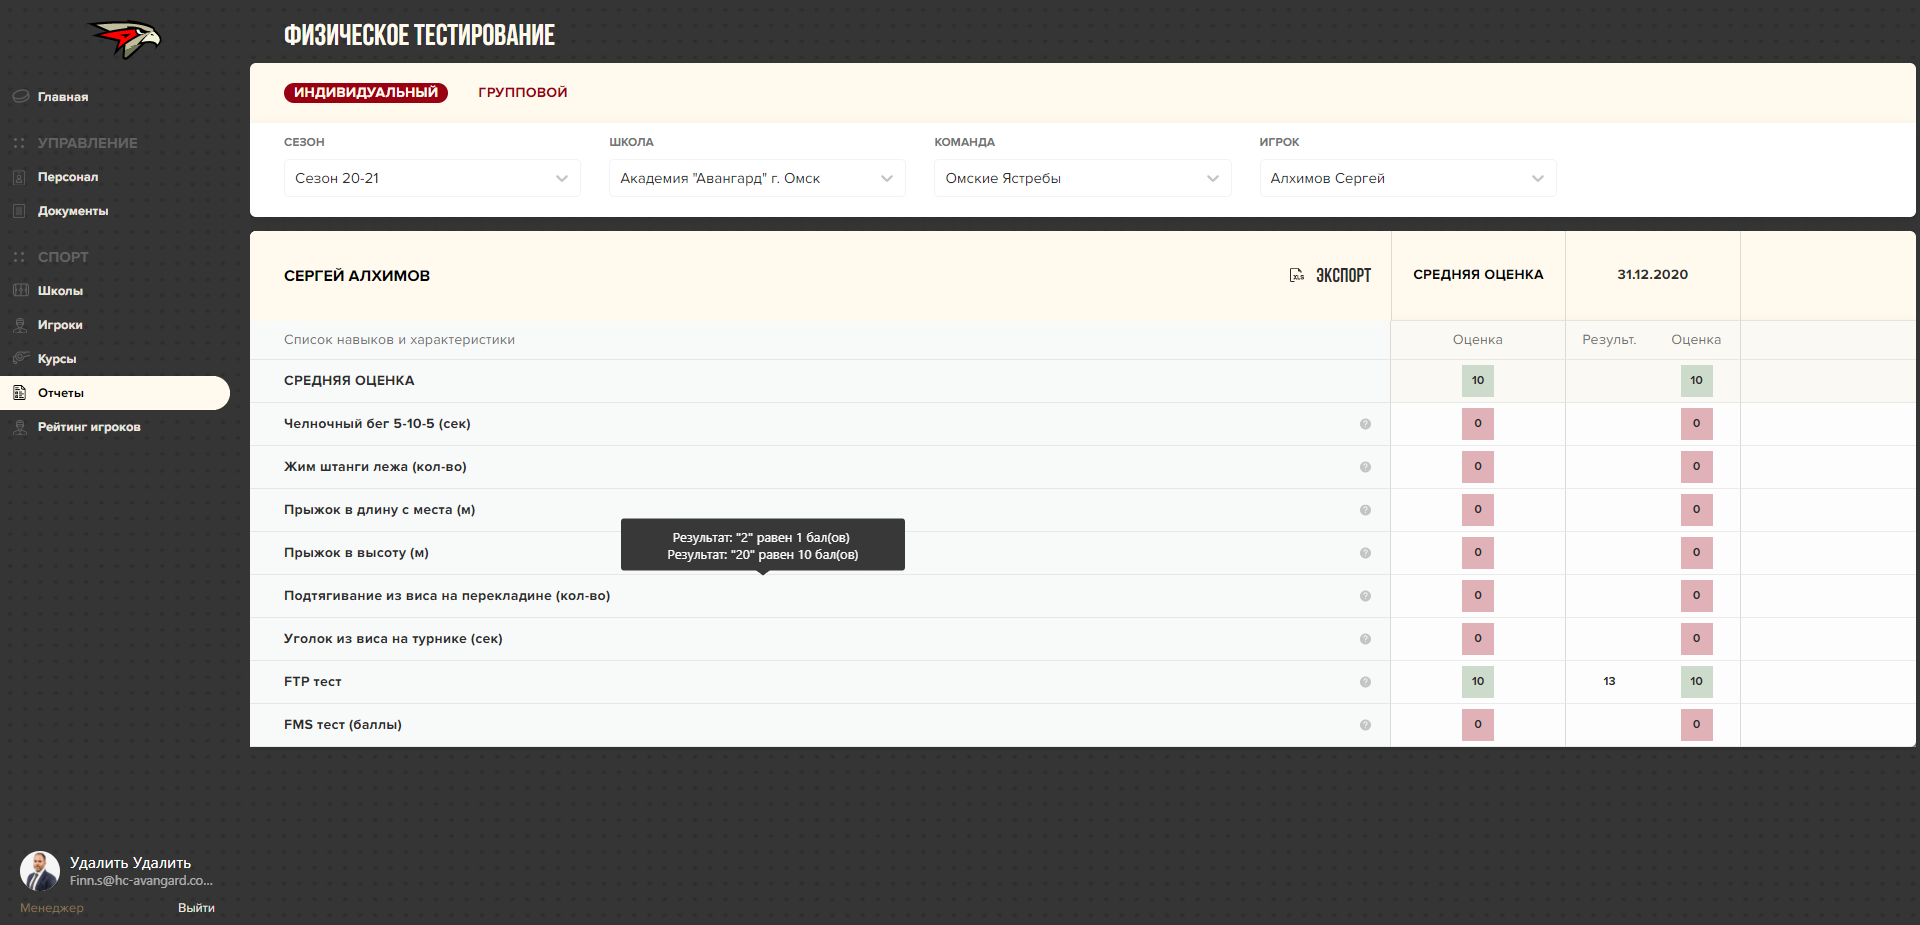 ФИЗИЧЕСКОЕ ТЕСТИРОВАНИЕ
Главная
УПРАВЛЕНИЕ
Персонал
Документы
СПОРТ
Школы
Игроки
Курсы
Отчеты
Рейтинг игроков
ИНДИВИДУАЛЬНЫЙ ГРУППОВОЙ
СЕЗОН ШКОЛА КОМАНДА ИГРОК
Сезон 20-21 Академия "Авангард" г. Омск Омские Ястребы Алхимов Сергей
СЕРГЕЙ АЛХИМОВ XLS ЭКСПОРТ СРЕДНЯЯ ОЦЕНКА 31.12.2020
Список навыков и характеристики Оценка Результ. Оценка
СРЕДНЯЯ ОЦЕНКА 10 10
Челночный бег 5-10-5 (сек) ? 0 0
Жим штанги лежа (кол-во) ? 0 0
Прыжок в длину с места (м) ? 0 0
Результат: "2" равен 1 бал(ов)
Результат: "20" равен 10 бал(ов)
Прыжок в высоту (м) ? 0 0
Подтягивание из виса на перекладине (кол-во) ? 0 0
Уголок из виса на турнике (сек) ? 0 0
FTP тест ? 10 13 10
FMS тест (баллы) ? 0 0
Удалить Удалить
Finn.s@hc-avangard.co...
Менеджер Выйти